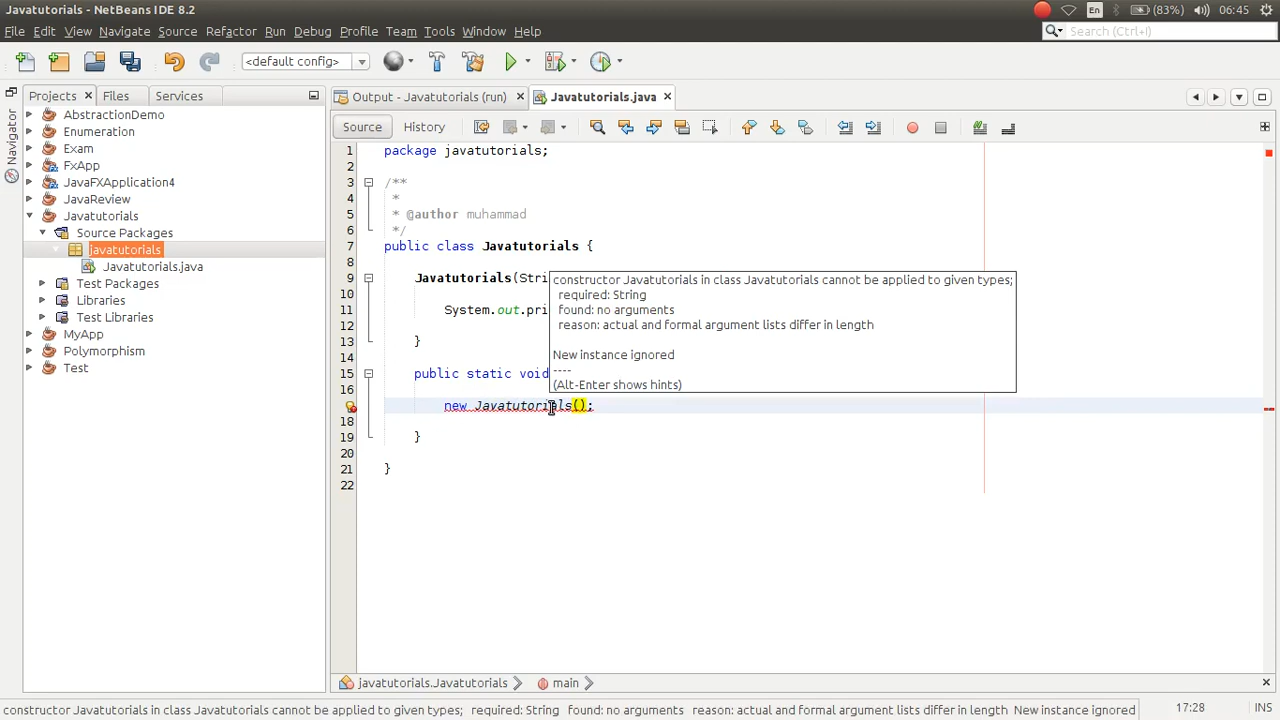 Javatutorials - NetBeans IDE 8.2
En
(83%)
06:45
File Edit View Navigate Source Refactor Run Debug Profile Team Tools Window Help
Search (Ctrl+I)
<default config>
Projects
Files
Services
Output - Javatutorials (run)
Javatutorials.java
Navigator
Source
History
AbstractionDemo
Enumeration
Exam
FxApp
JavaFXApplication4
JavaReview
Javatutorials
Source Packages
javatutorials
Javatutorials.java
Test Packages
Libraries
Test Libraries
MyApp
Polymorphism
Test
1 package javatutorials;
2
3 /**
4 *
5 * @author muhammad
6 */
7 public class Javatutorials {
8
9 Javatutorials(Stri
10
11 System.out.pri
12
13 }
14
15 public static void
16
new Javatutorials();
18
19 }
20
21 }
22
constructor Javatutorials in class Javatutorials cannot be applied to given types;
required: String
found: no arguments
reason: actual and formal argument lists differ in length
New instance ignored
----
(Alt-Enter shows hints)
javatutorials.Javatutorials
main
constructor Javatutorials in class Javatutorials cannot be applied to given types; required: String found: no arguments reason: actual and formal argument lists differ in length New instance ignored
17:28
INS